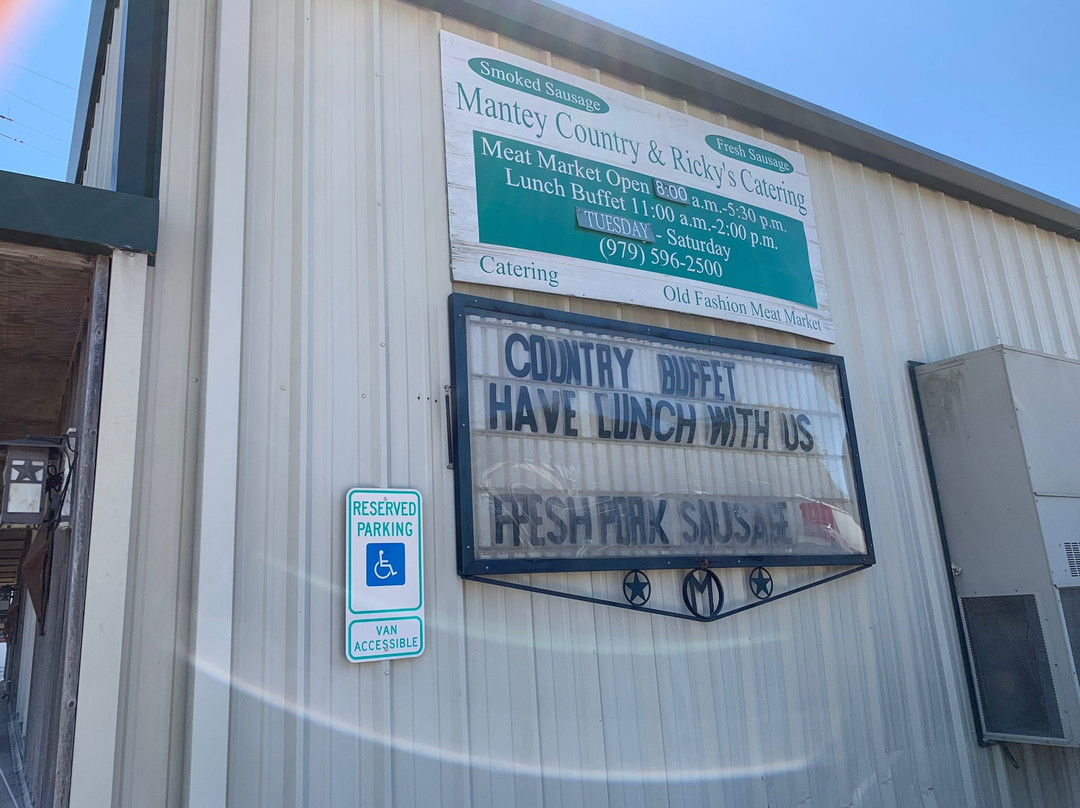 Smoked Sausage
Mantey Country & Ricky's Catering
Fresh Sausage
Meat Market Open 8:00 a.m.-5:30 p.m.
Lunch Buffet 11:00 a.m.-2:00 p.m.
TUESDAY - Saturday
(979) 596-2500
Catering
Old Fashion Meat Market
COUNTRY BUFFET
HAVE LUNCH WITH US
FRESH PORK SAUSAGE
M
RESERVED
PARKING
VAN
ACCESSIBLE